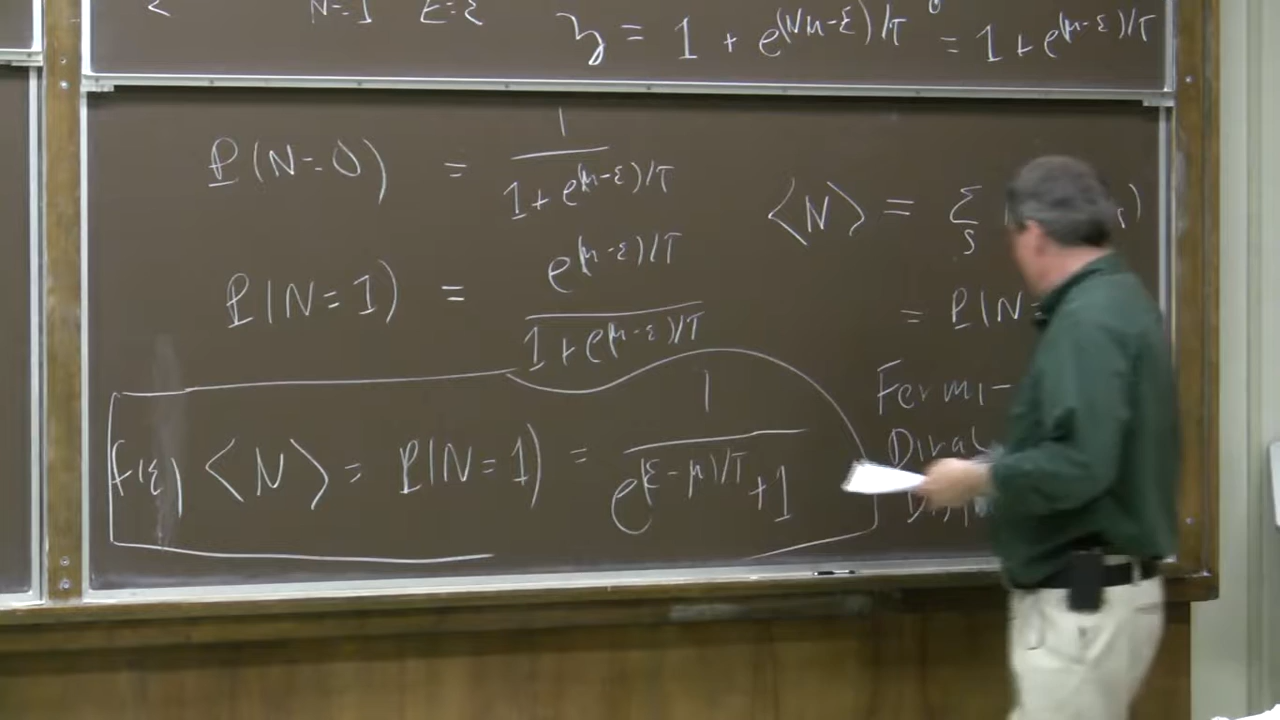 N=1 E=ε
𝔷 = 1 + e^{(Nμ-ε)/τ} = 1 + e^{(μ-ε)/τ}
P(N=0) = 1 / (1 + e^{(μ-ε)/τ})
P(N=1) = e^{(μ-ε)/τ} / (1 + e^{(μ-ε)/τ})
f(ε) ⟨N⟩ = P(N=1) = 1 / (e^{(ε-μ)/τ} + 1)
⟨N⟩ = Σ_s
= P(N=
Fermi-
Dirac